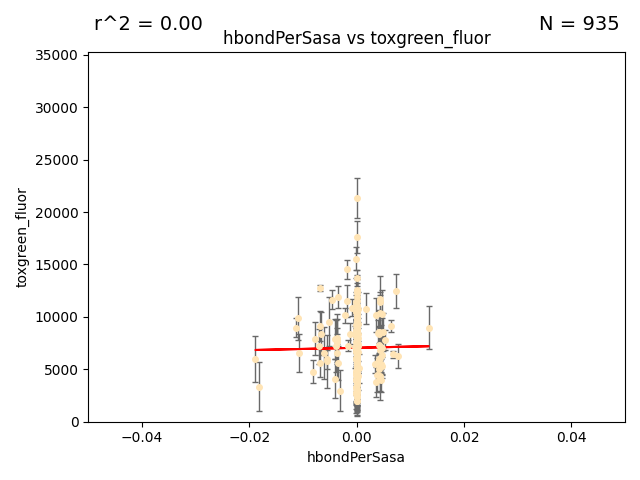 r^2 = 0.00
N = 935
hbondPerSasa vs toxgreen_fluor
35000
30000
25000
20000
15000
10000
5000
0
toxgreen_fluor
−0.04
−0.02
0.00
0.02
0.04
hbondPerSasa